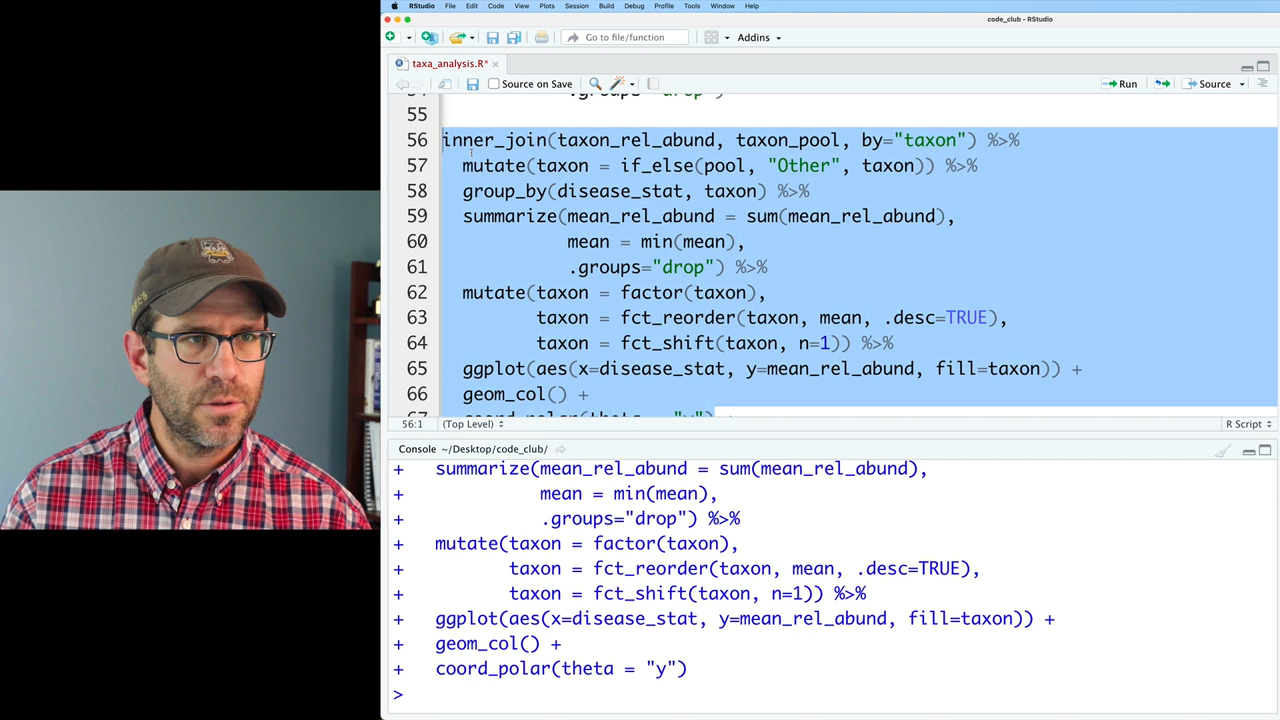 RStudio File Edit Code View Plots Session Build Debug Profile Tools Window Help
code_club - RStudio
Go to file/function Addins
taxa_analysis.R*
Source on Save Run Source
55
56 inner_join(taxon_rel_abund, taxon_pool, by="taxon") %>%
57 mutate(taxon = if_else(pool, "Other", taxon)) %>%
58 group_by(disease_stat, taxon) %>%
59 summarize(mean_rel_abund = sum(mean_rel_abund),
60 mean = min(mean),
61 .groups="drop") %>%
62 mutate(taxon = factor(taxon),
63 taxon = fct_reorder(taxon, mean, .desc=TRUE),
64 taxon = fct_shift(taxon, n=1)) %>%
65 ggplot(aes(x=disease_stat, y=mean_rel_abund, fill=taxon)) +
66 geom_col() +
56:1 (Top Level) R Script
Console ~/Desktop/code_club/
+ summarize(mean_rel_abund = sum(mean_rel_abund),
+ mean = min(mean),
+ .groups="drop") %>%
+ mutate(taxon = factor(taxon),
+ taxon = fct_reorder(taxon, mean, .desc=TRUE),
+ taxon = fct_shift(taxon, n=1)) %>%
+ ggplot(aes(x=disease_stat, y=mean_rel_abund, fill=taxon)) +
+ geom_col() +
+ coord_polar(theta = "y")
>